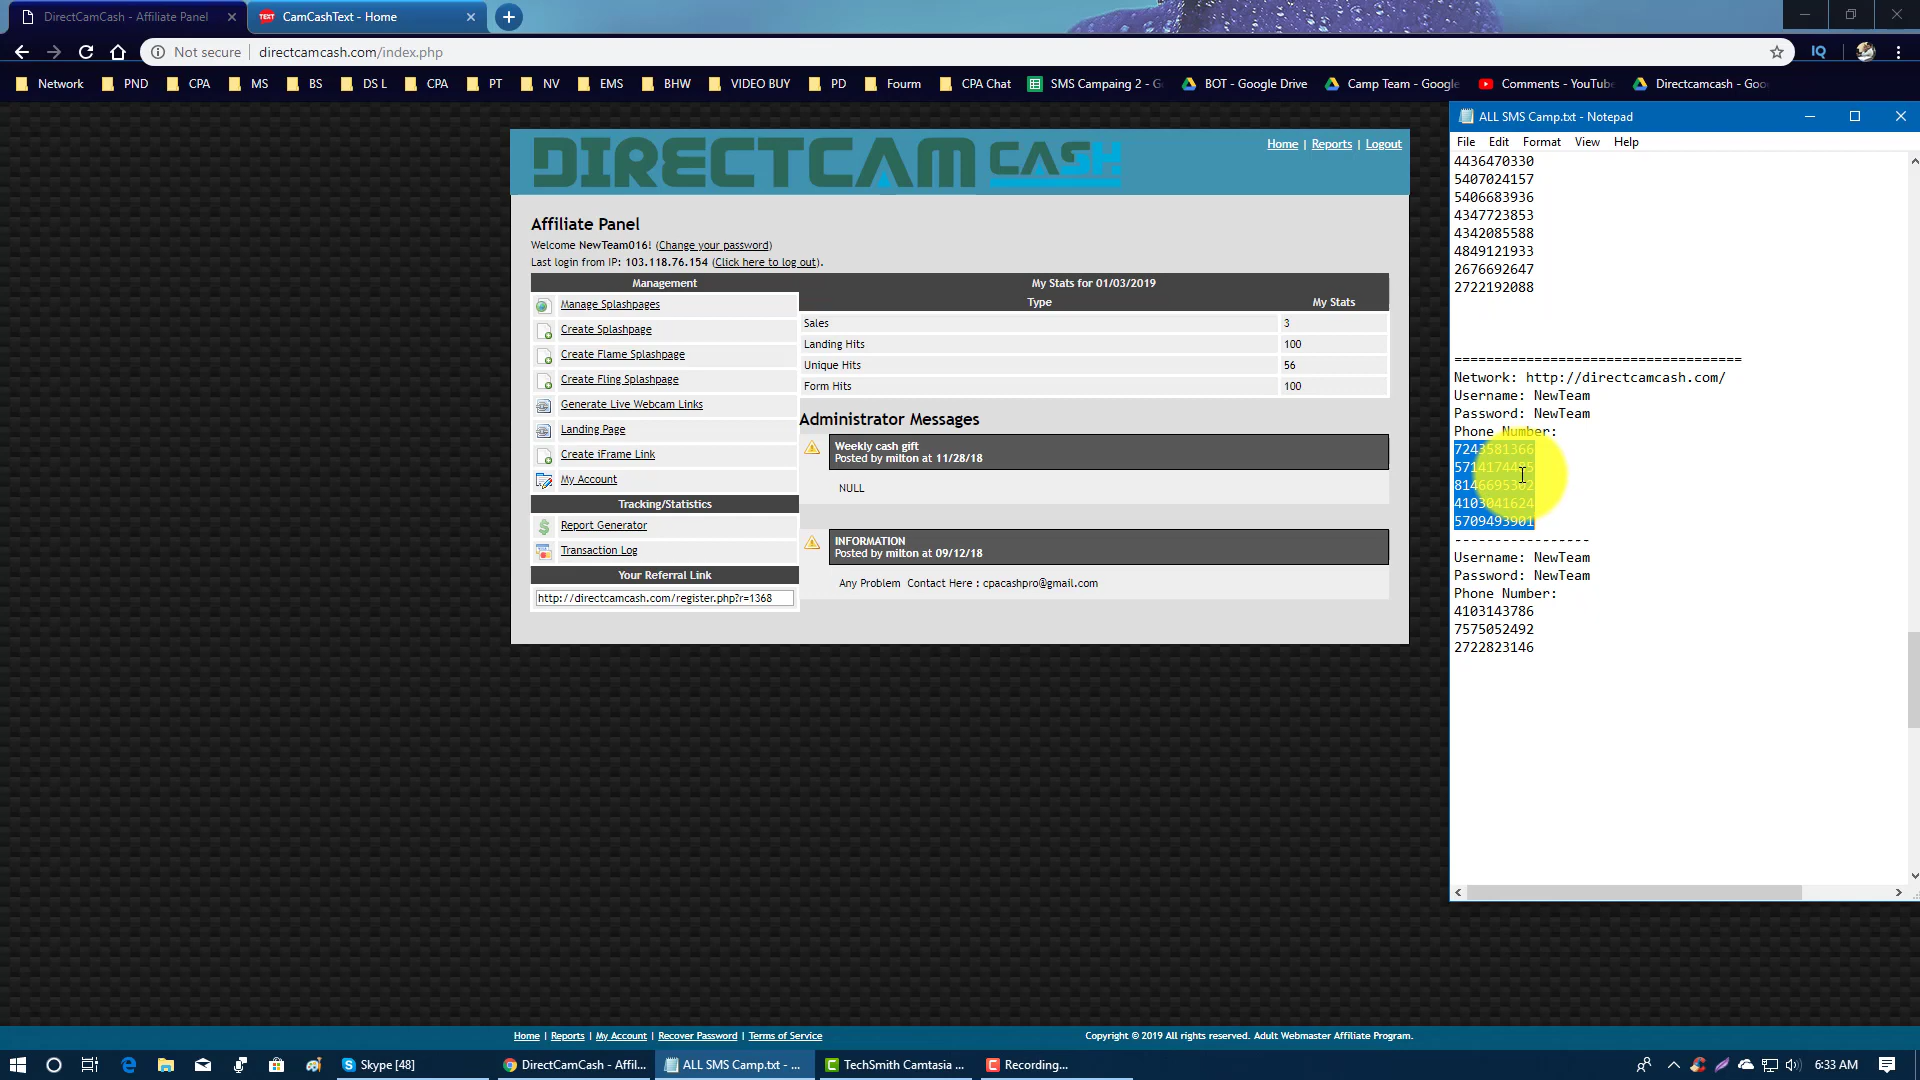 DirectCamCash - Affiliate Panel
TEXT CamCashText - Home
Not secure directcamcash.com/index.php
IQ
Network PND CPA MS BS DS L CPA PT NV EMS BHW VIDEO BUY PD Fourm CPA Chat SMS Campaing 2 - G BOT - Google Drive Camp Team - Google Comments - YouTube Directcamcash - Goo
DIRECTCAM CASH
Home | Reports | Logout
Affiliate Panel
Welcome NewTeam016! (Change your password)
Last login from IP: 103.118.76.154 (Click here to log out).
Management
Manage Splashpages
Create Splashpage
Create Flame Splashpage
Create Fling Splashpage
Generate Live Webcam Links
Landing Page
Create iFrame Link
My Account
Tracking/Statistics
Report Generator
Transaction Log
Your Referral Link
http://directcamcash.com/register.php?r=1368
My Stats for 01/03/2019
Type My Stats
Sales 3
Landing Hits 100
Unique Hits 56
Form Hits 100
Administrator Messages
Weekly cash gift
Posted by milton at 11/28/18
NULL
INFORMATION
Posted by milton at 09/12/18
Any Problem Contact Here : cpacashpro@gmail.com
ALL SMS Camp.txt - Notepad
File Edit Format View Help
4436470330
5407024157
5406683936
4347723853
4342085588
4849121933
2676692647
2722192088
====================================
Network: http://directcamcash.com/
Username: NewTeam
Password: NewTeam
Phone Number:
7243581366
4103041624
5709493901
-----------------
Username: NewTeam
Password: NewTeam
Phone Number:
4103143786
7575052492
2722823146
Home | Reports | My Account | Recover Password | Terms of Service
Copyright © 2019 All rights reserved. Adult Webmaster Affiliate Program.
Skype [48]
DirectCamCash - Affil...
ALL SMS Camp.txt - ...
TechSmith Camtasia ...
Recording...
6:33 AM